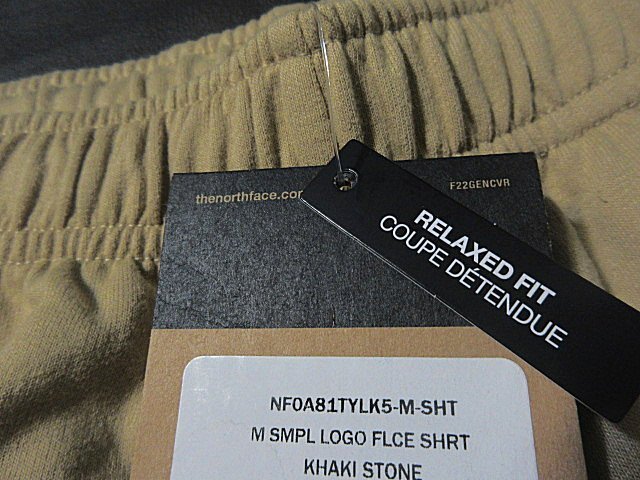 thenorthface.com
F22GENCVR
RELAXED FIT
COUPE DÉTENDUE
NF0A81TYLK5-M-SHT
M SMPL LOGO FLCE SHRT
KHAKI STONE